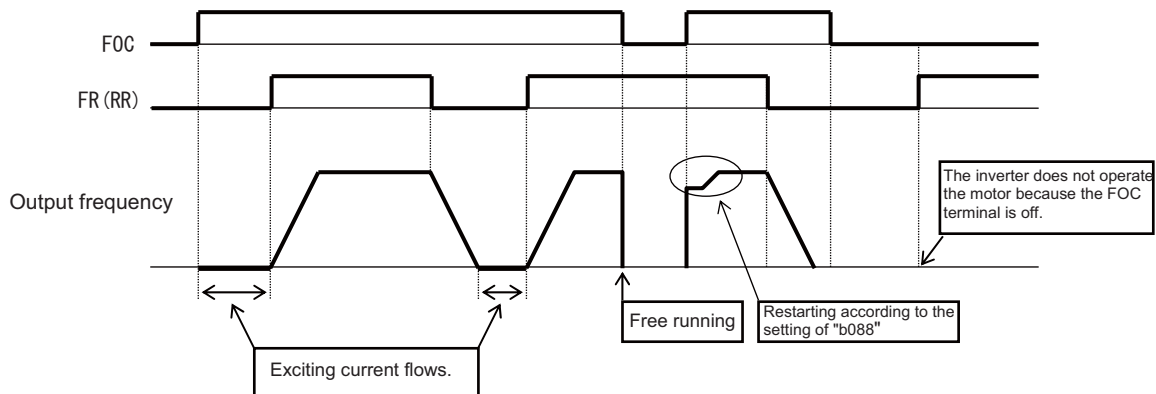 FOC
FR (RR)
Output frequency
The inverter does not operate
the motor because the FOC
terminal is off.
Free running
Restarting according to the
setting of "b088"
Exciting current flows.